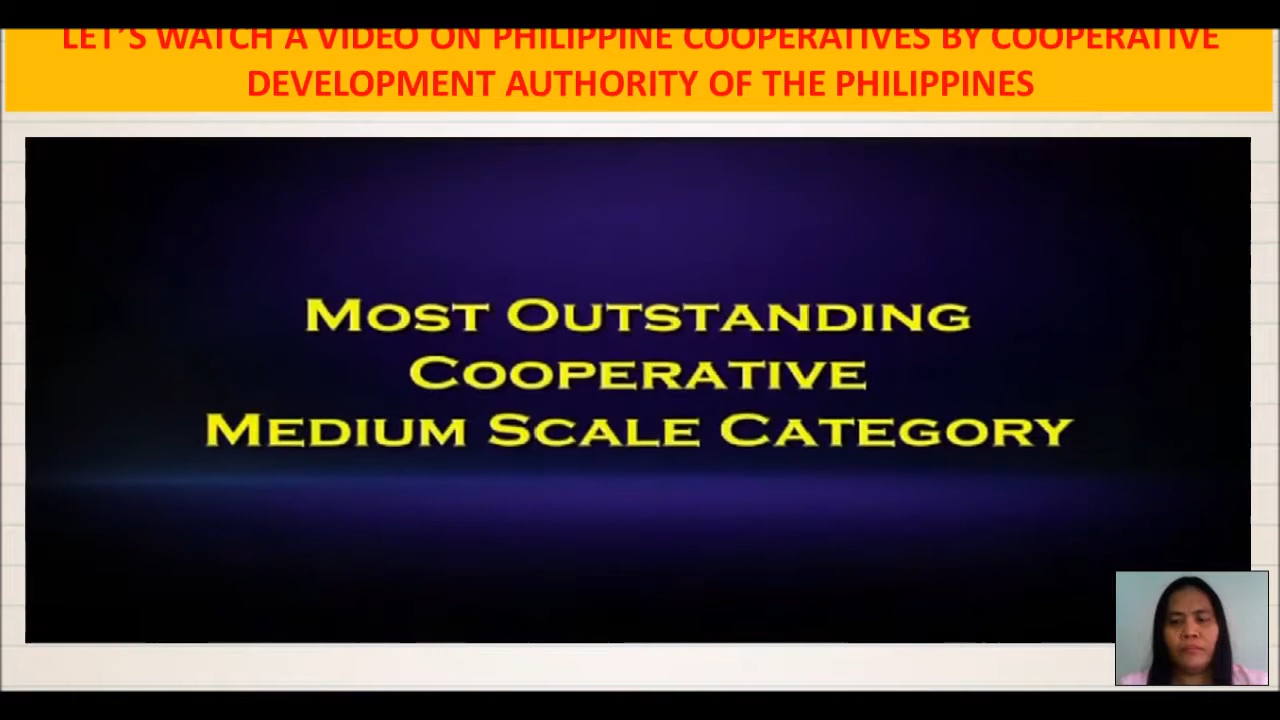 LET'S WATCH A VIDEO ON PHILIPPINE COOPERATIVES BY COOPERATIVE
DEVELOPMENT AUTHORITY OF THE PHILIPPINES
MOST OUTSTANDING
COOPERATIVE
MEDIUM SCALE CATEGORY